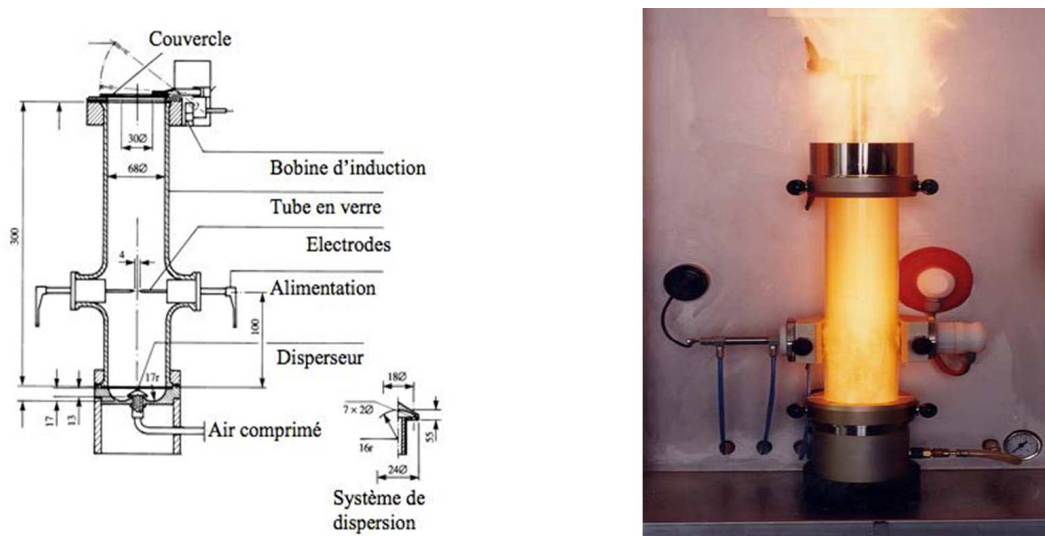 Couvercle
30Ø
Bobine d'induction
68Ø
Tube en verre
300
Electrodes
4
Alimentation
100
Disperseur
17r
18Ø
7 × 2Ø
17
13
Air comprimé
55
16r
24Ø
Système de
dispersion